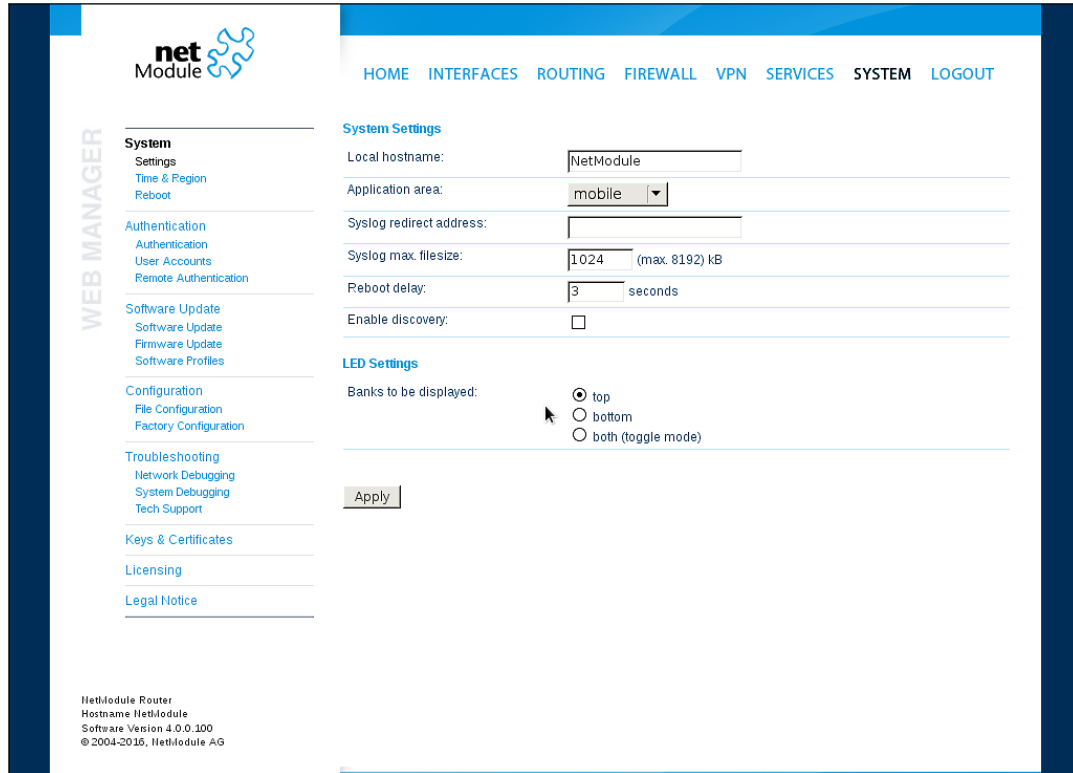 net
Module
HOME INTERFACES ROUTING FIREWALL VPN SERVICES SYSTEM LOGOUT
WEB MANAGER
System
Settings
Time & Region
Reboot
Authentication
Authentication
User Accounts
Remote Authentication
Software Update
Software Update
Firmware Update
Software Profiles
Configuration
File Configuration
Factory Configuration
Troubleshooting
Network Debugging
System Debugging
Tech Support
Keys & Certificates
Licensing
Legal Notice
System Settings
Local hostname: NetModule
Application area: mobile
Syslog redirect address:
Syslog max. filesize: 1024 (max. 8192) kB
Reboot delay: 3 seconds
Enable discovery:
LED Settings
Banks to be displayed: top
bottom
both (toggle mode)
Apply
NetModule Router
Hostname NetModule
Software Version 4.0.0.100
© 2004-2016, NetModule AG